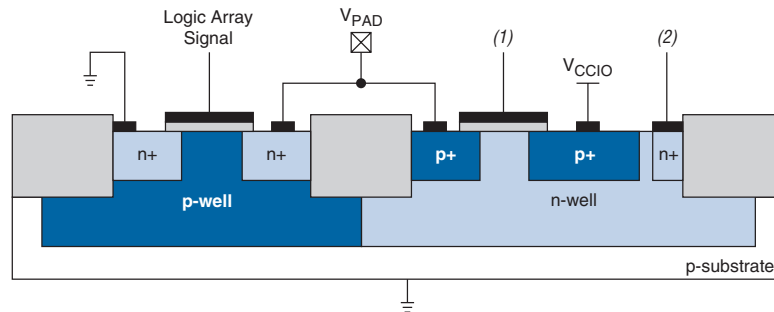 Logic Array
Signal
VPAD
(1)
(2)
VCCIO
n+
n+
p+
p+
n+
p-well
n-well
p-substrate